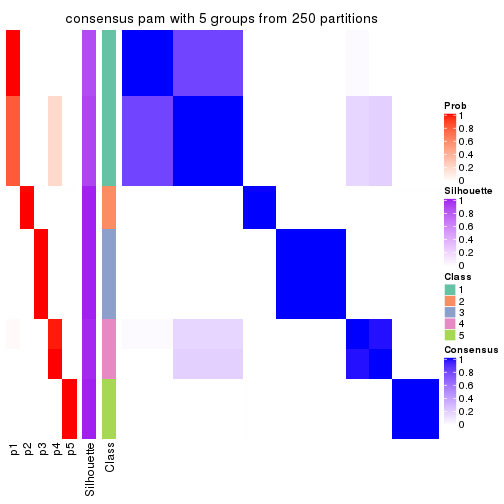 consensus pam with 5 groups from 250 partitions
Prob
1
0.8
0.6
0.4
0.2
0
Silhouette
1
0.8
0.6
0.4
0.2
0
Class
1
2
3
4
5
Consensus
1
0.8
0.6
0.4
0.2
0
p1
p2
p3
p4
p5
Silhouette
Class